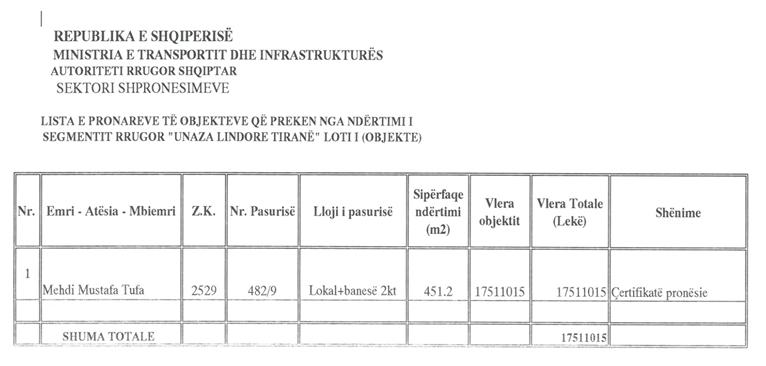 REPUBLIKA E SHQIPERISË
MINISTRIA E TRANSPORTIT DHE INFRASTRUKTURËS
AUTORITETI RRUGOR SHQIPTAR
SEKTORI SHPRONESIMEVE
LISTA E PRONAREVE TË OBJEKTEVE QË PREKEN NGA NDËRTIMI I
SEGMENTIT RRUGOR "UNAZA LINDORE TIRANË" LOTI I (OBJEKTE)
Nr. Emri - Atësia - Mbiemri Z.K. Nr. Pasurisë Lloji i pasurisë Sipërfaqe ndërtimi (m2) Vlera objektit Vlera Totale (Lekë) Shënime
1 Mehdi Mustafa Tufa 2529 482/9 Lokal+banesë 2kt 451.2 17511015 17511015 Çertifikatë pronësie
SHUMA TOTALE 17511015